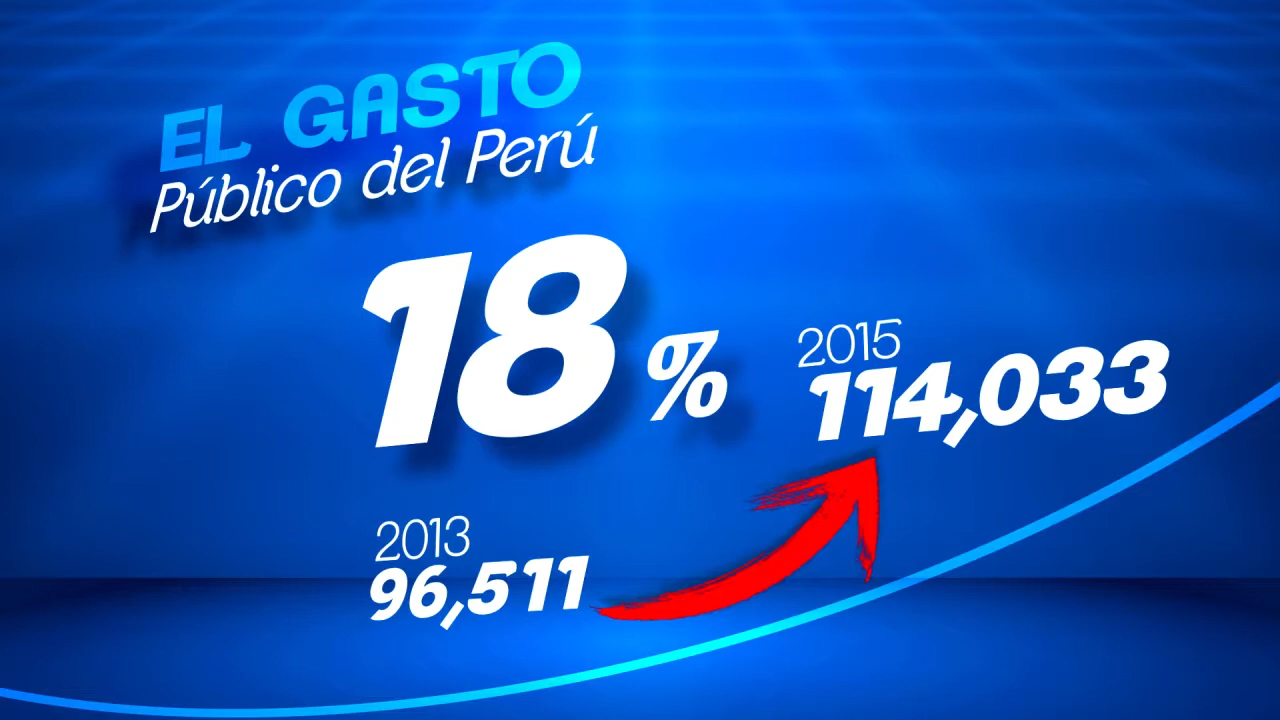 EL GASTO
Público del Perú
18 %
2015
114,033
2013
96,511